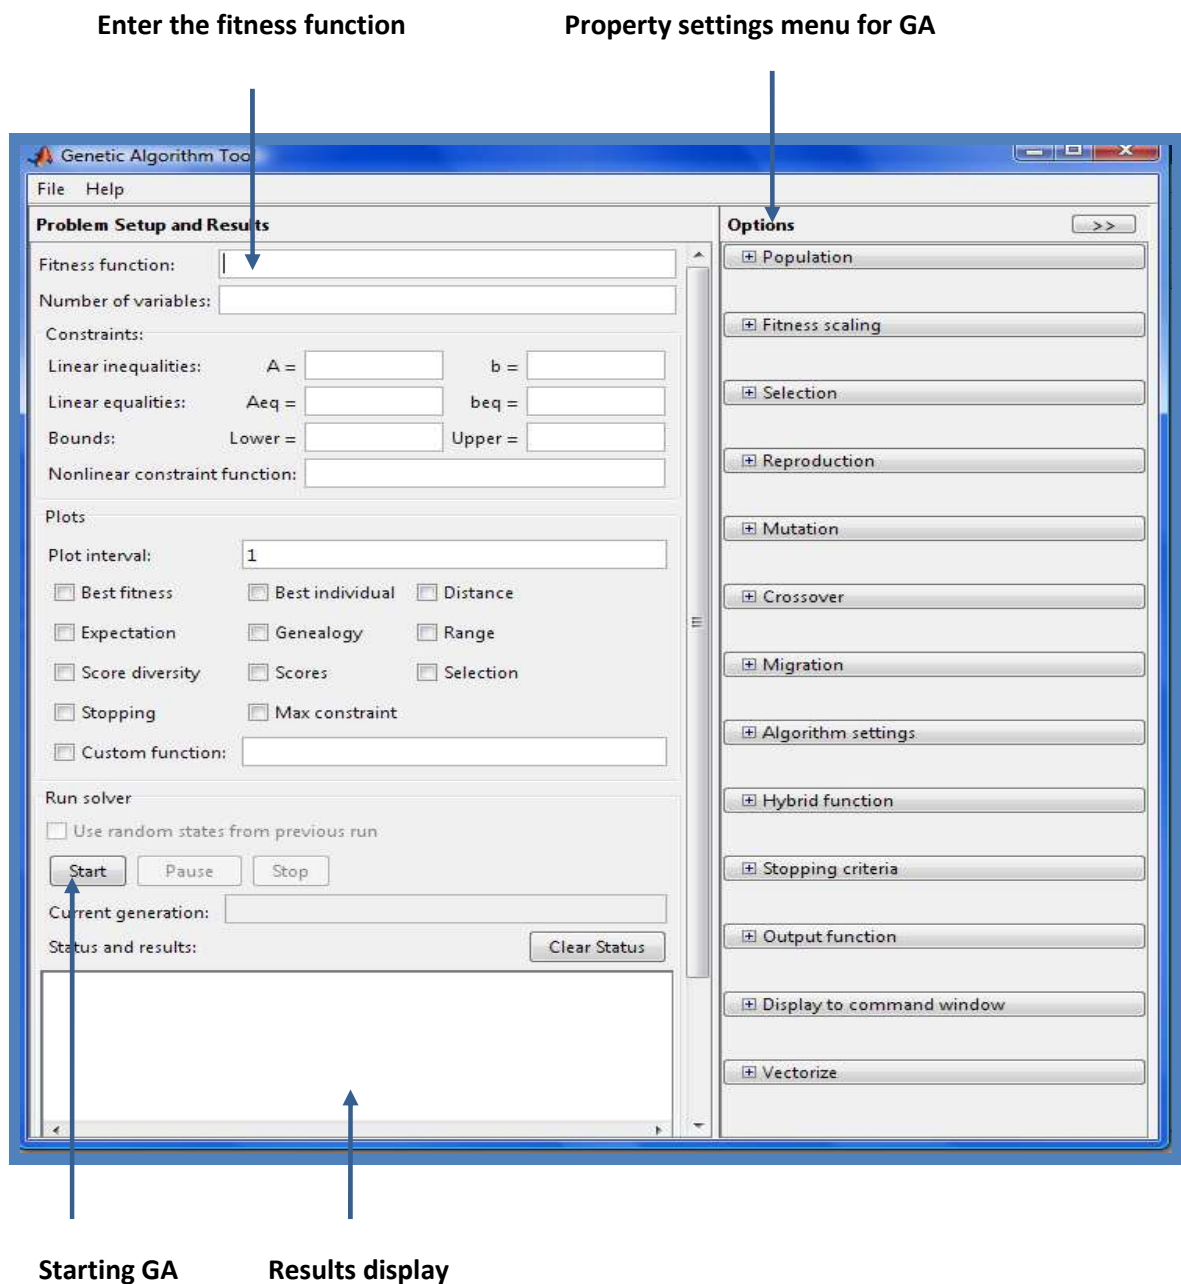 Enter the fitness function
Property settings menu for GA
Genetic Algorithm Tool
File Help
Problem Setup and Results
Fitness function:
Number of variables:
Constraints:
Linear inequalities: A = b =
Linear equalities: Aeq = beq =
Bounds: Lower = Upper =
Nonlinear constraint function:
Plots
Plot interval: 1
Best fitness Best individual Distance
Expectation Genealogy Range
Score diversity Scores Selection
Stopping Max constraint
Custom function:
Run solver
Use random states from previous run
Start Pause Stop
Current generation:
Status and results: Clear Status
Options >>
Population
Fitness scaling
Selection
Reproduction
Mutation
Crossover
Migration
Algorithm settings
Hybrid function
Stopping criteria
Output function
Display to command window
Vectorize
Starting GA
Results display